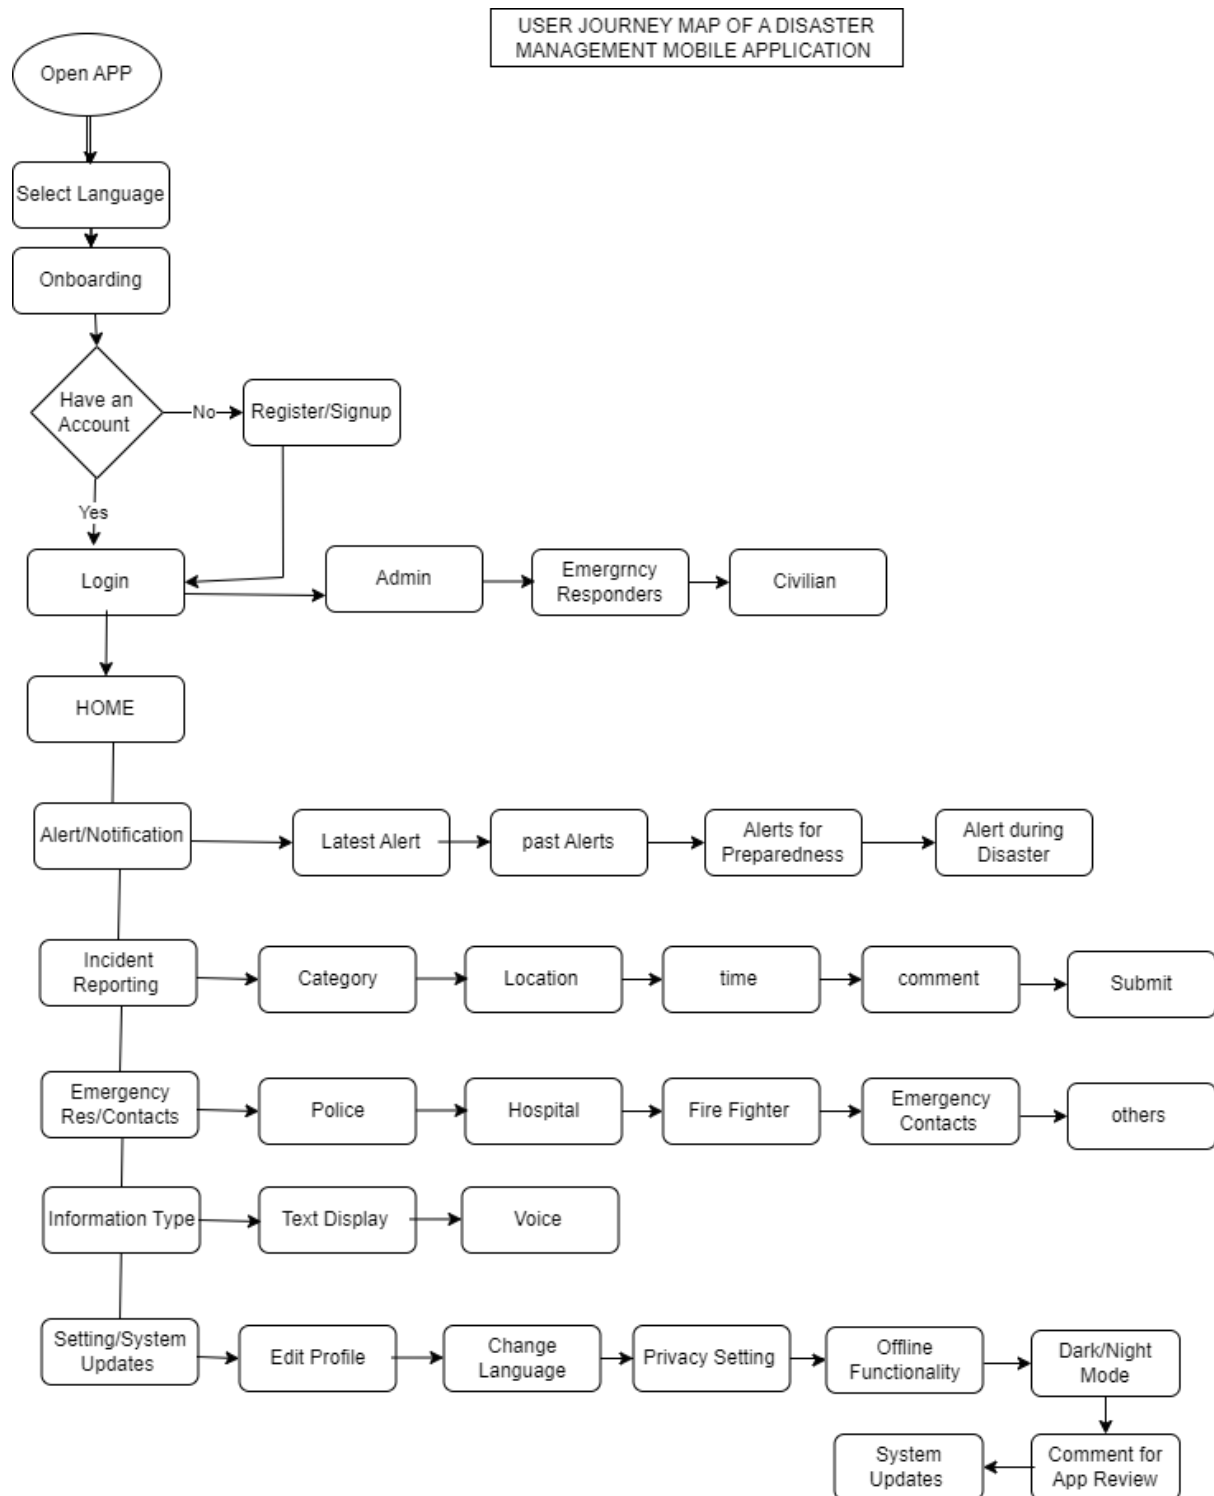 USER JOURNEY MAP OF A DISASTER
MANAGEMENT MOBILE APPLICATION
Open APP
Select Language
Onboarding
Have an
Account
No
Register/Signup
Yes
Login
Admin
Emergrncy
Responders
Civilian
HOME
Alert/Notification
Latest Alert
past Alerts
Alerts for
Preparedness
Alert during
Disaster
Incident
Reporting
Category
Location
time
comment
Submit
Emergency
Res/Contacts
Police
Hospital
Fire Fighter
Emergency
Contacts
others
Information Type
Text Display
Voice
Setting/System
Updates
Edit Profile
Change
Language
Privacy Setting
Offline
Functionality
Dark/Night
Mode
System
Updates
Comment for
App Review